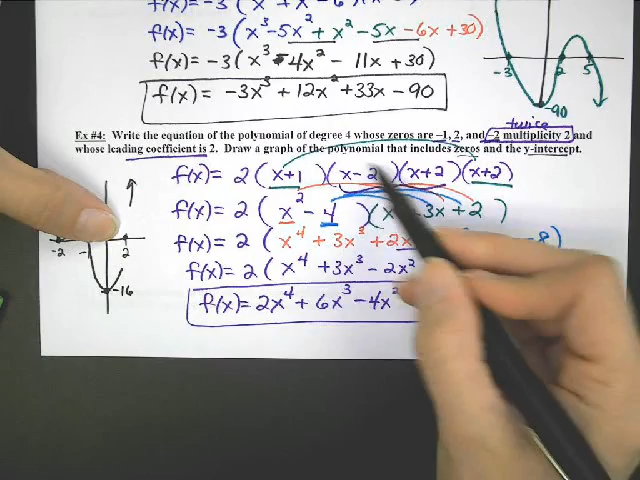 f(x) = -3(x³-5x²+x²-5x-6x+30)
f(x) = -3(x³-4x²-11x+30)
f(x) = -3x³+12x²+33x-90
-3 2 5
-90
twice
Ex #4: Write the equation of the polynomial of degree 4 whose zeros are -1, 2, and -2 multiplicity 2 and
whose leading coefficient is 2. Draw a graph of the polynomial that includes zeros and the y-intercept.
f(x) = 2(x+1)(x-2)(x+2)(x+2)
f(x) = 2(x²-4)(x 3x+2)
f(x) = 2(x⁴+3x³+2x -8)
f(x) = 2(x⁴+3x³-2x²
f(x) = 2x⁴+6x³-4x²
-2 -1 2
-16